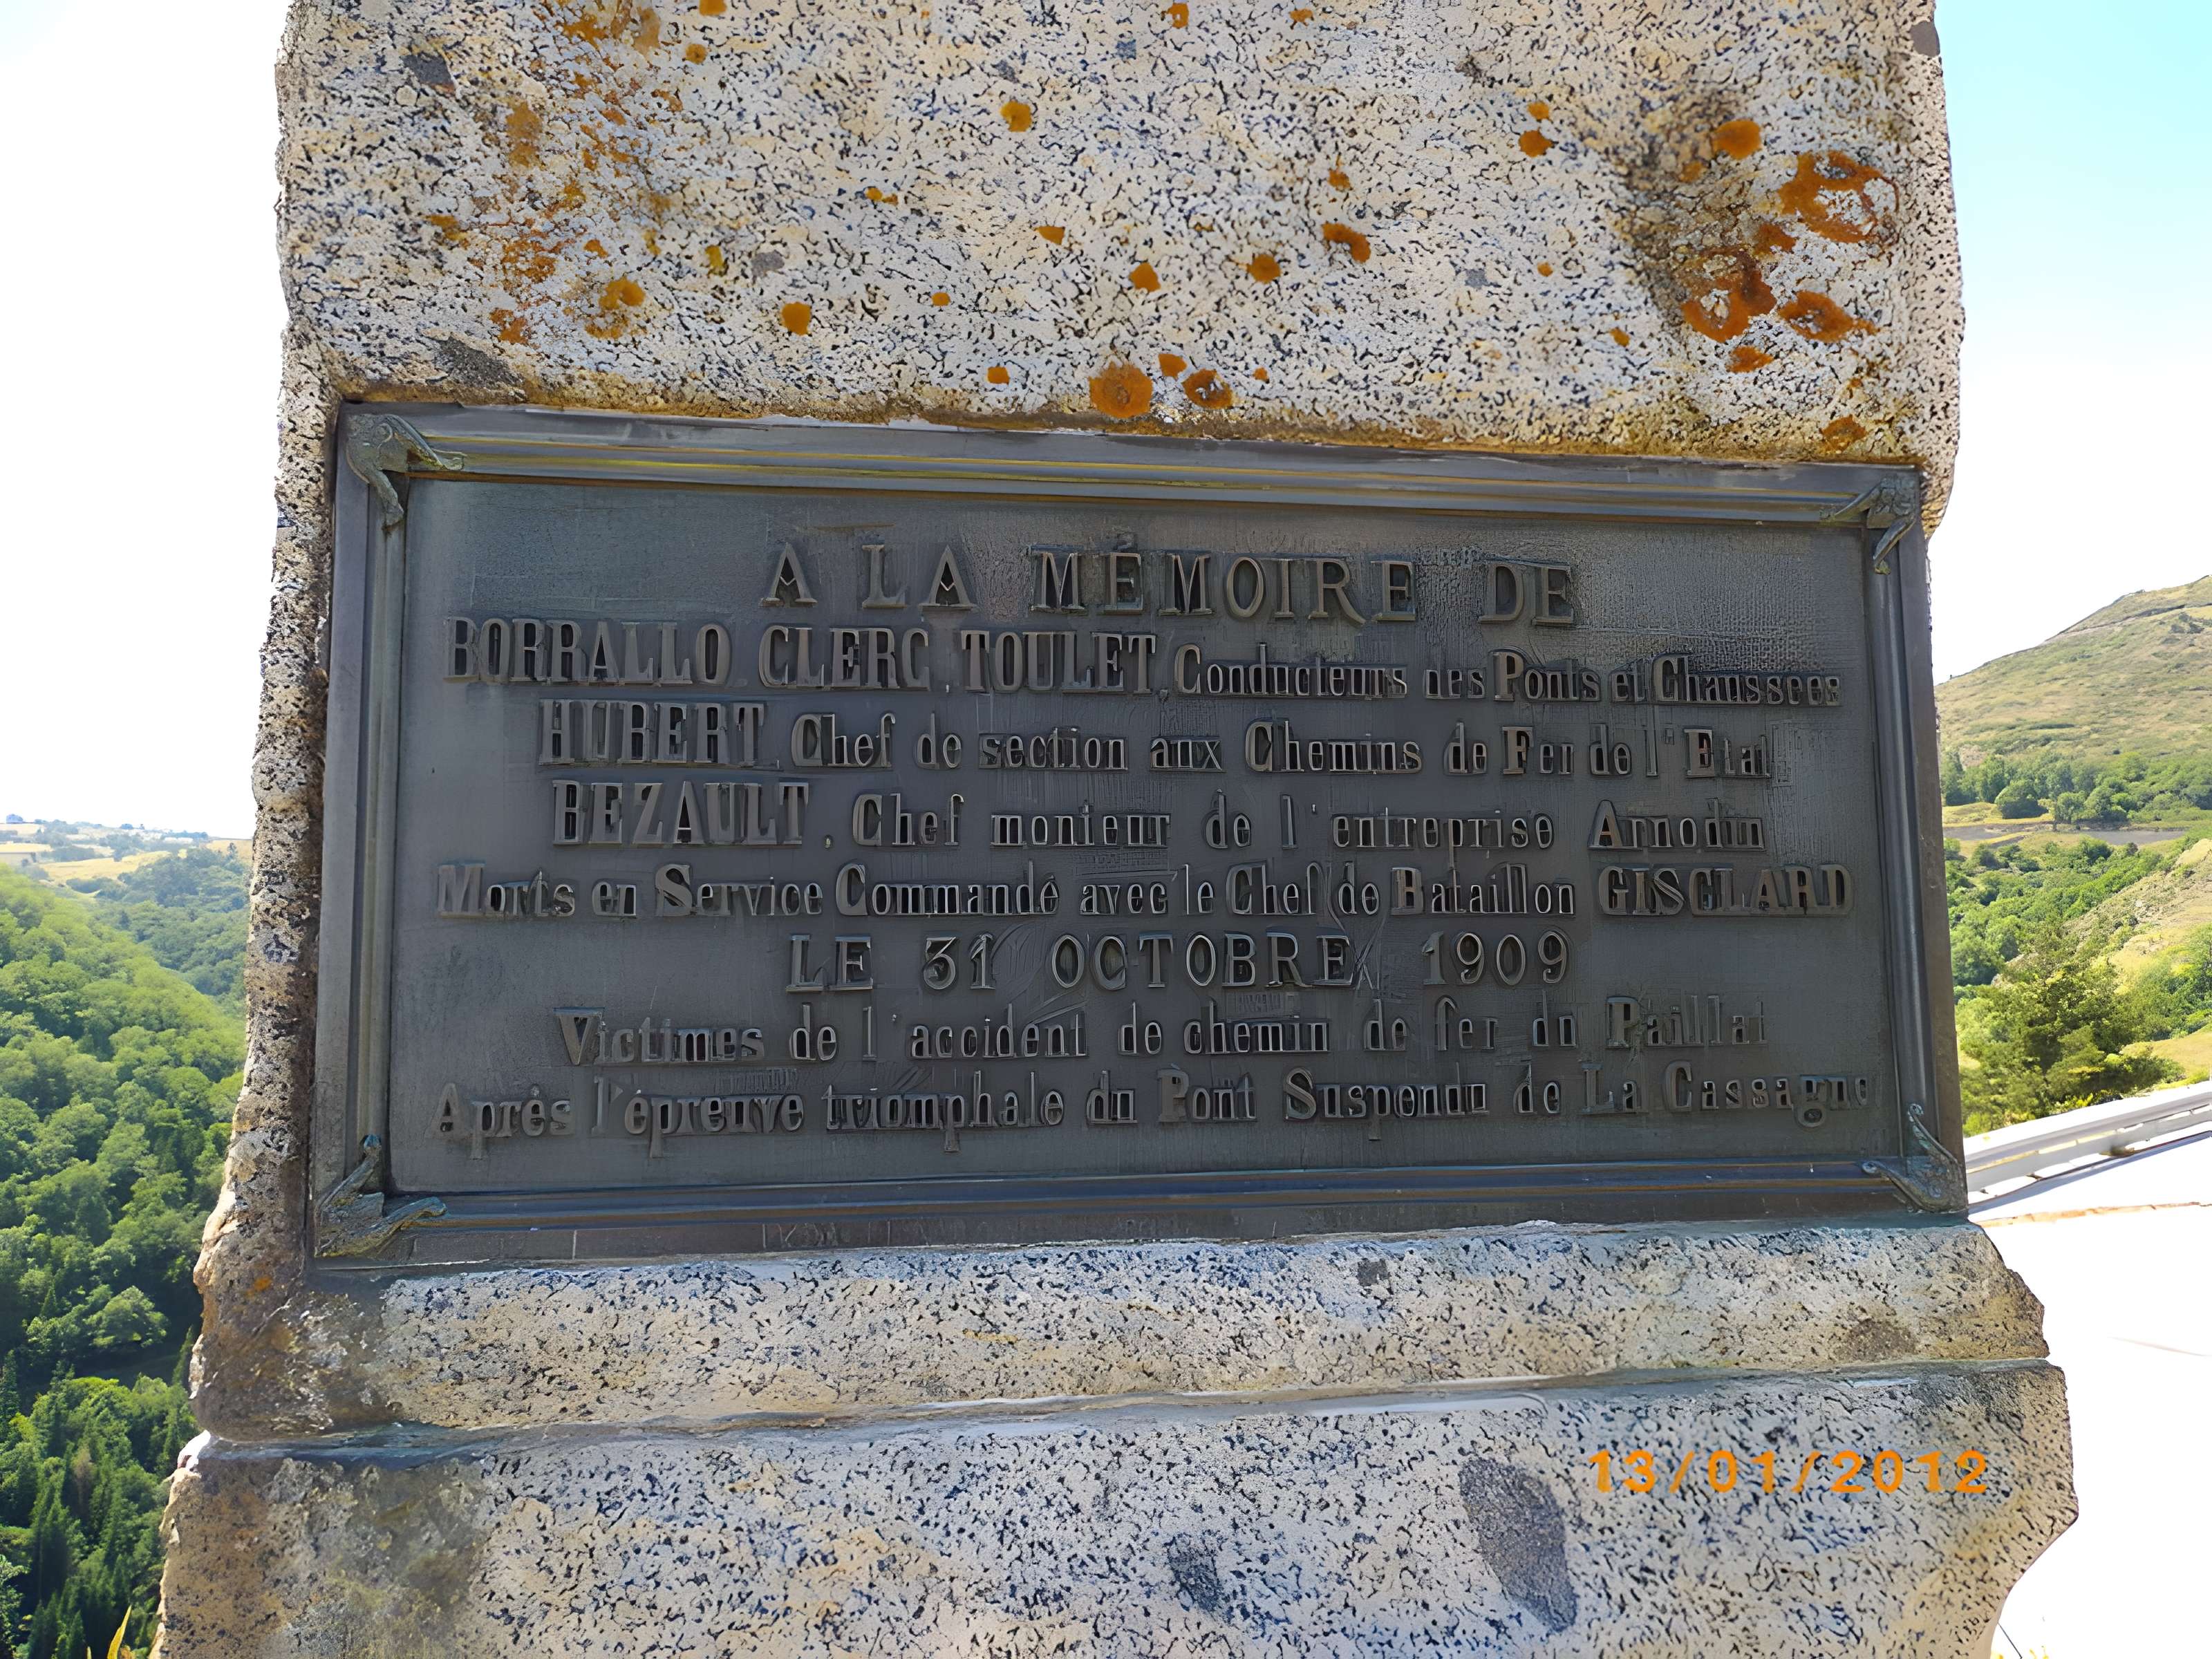 A LA MÉMOIRE DE
BORRALLO. CLERC, TOULET, Conducteurs des Ponts et Chaussees
HUBERT, Chef de section aux Chemins de Fer de l'Etat
BEZAULT, Chef monteur de l'entreprise Arnodin
Morts en Service Commandé avec le Chef de Bataillon GISCLARD
LE 31 OCTOBRE 1909
Victimes de l'accident de chemin de fer du Paillat
Après l'épreuve triomphale du Pont Suspendu de La Cassagne
13/01/2012